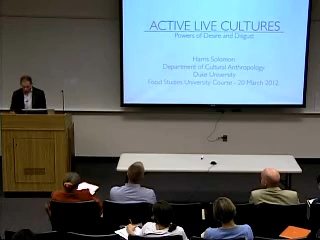 ACTIVE LIVE CULTURES
Powers of Desire and Disgust
Harris Solomon
Department of Cultural Anthropology
Duke University
Food Studies University Course - 20 March 2012